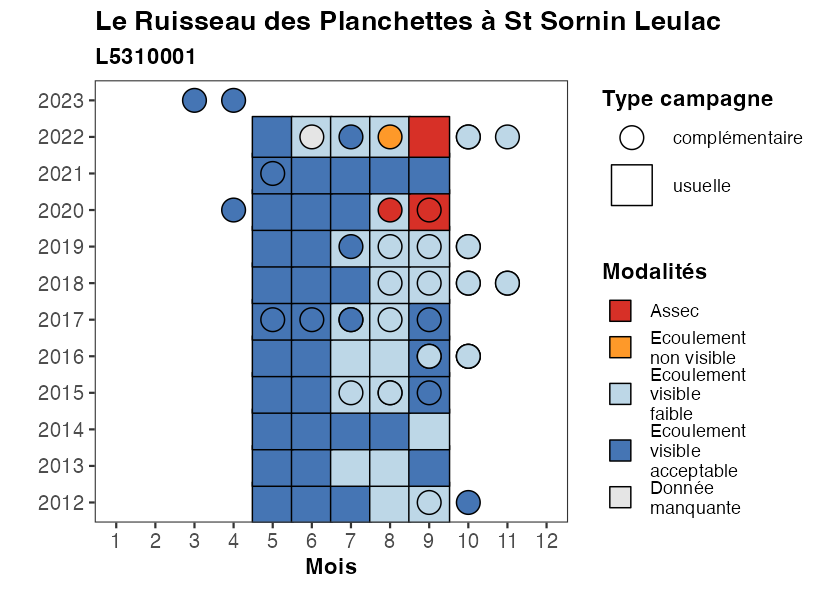 Le Ruisseau des Planchettes à St Sornin Leulac
L5310001
2023
2022
2021
2020
2019
2018
2017
2016
2015
2014
2013
2012
1 2 3 4 5 6 7 8 9 10 11 12
Mois
Type campagne
complémentaire
usuelle
Modalités
Assec
Ecoulement
non visible
Ecoulement
visible
faible
Ecoulement
visible
acceptable
Donnée
manquante